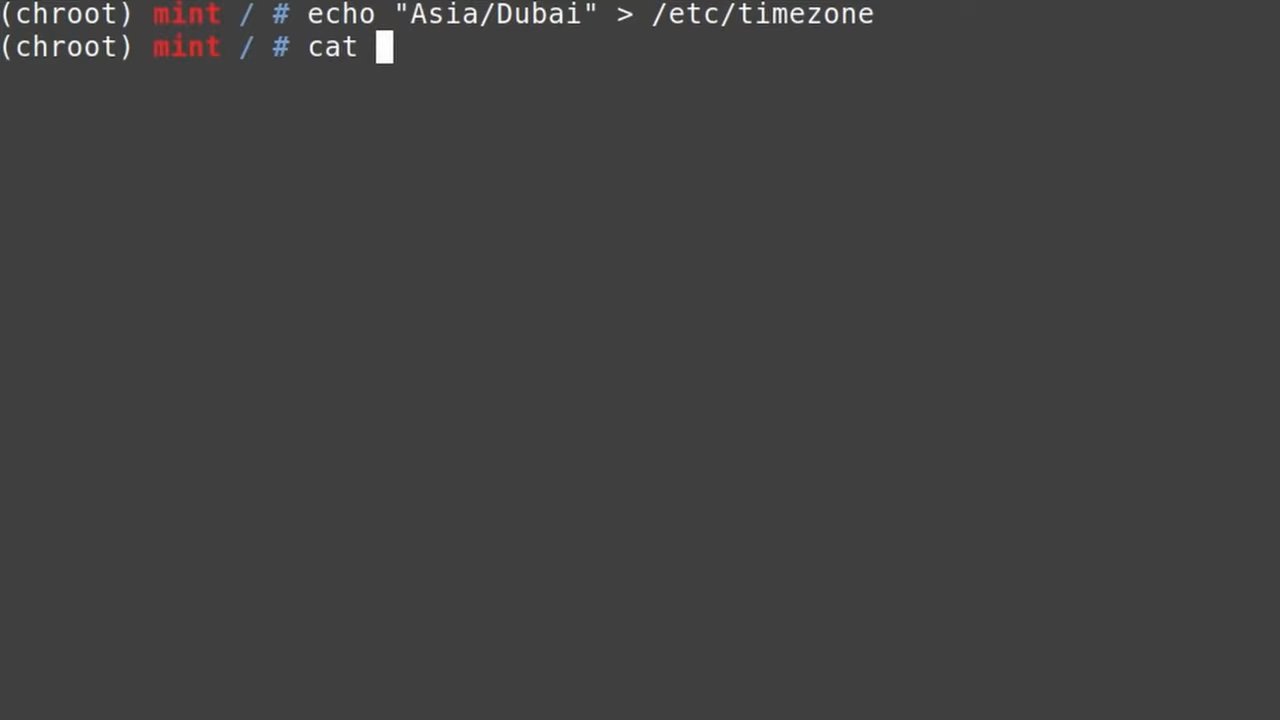 (chroot) mint / # echo "Asia/Dubai" > /etc/timezone
(chroot) mint / # cat